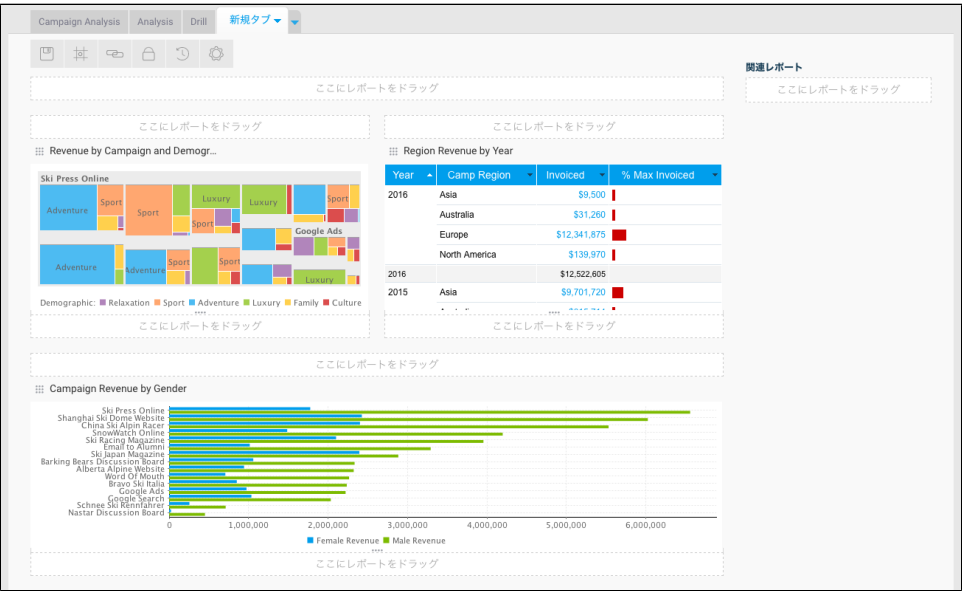 Campaign Analysis Analysis Drill 新規タブ
関連レポート
ここにレポートをドラッグ
ここにレポートをドラッグ
ここにレポートをドラッグ
ここにレポートをドラッグ
Revenue by Campaign and Demogr...
Ski Press Online
Adventure Sport Sport Luxury Luxury Sport
Sport
Google Ads
Adventure Adventure Sport Sport Luxury
Demographic: Relaxation Sport Adventure Luxury Family Culture
ここにレポートをドラッグ
Region Revenue by Year
Year Camp Region Invoiced % Max Invoiced
2016 Asia $9,500
Australia $31,260
Europe $12,341,875
North America $139,970
2016 $12,522,605
2015 Asia $9,701,720
ここにレポートをドラッグ
ここにレポートをドラッグ
Campaign Revenue by Gender
Ski Press Online
Shanghai Ski Dome Website
China Ski Alpin Racer
SnowWatch Online
Ski Racing Magazine
Email to Alumni
Ski Japan Magazine
Barking Bears Discussion Board
Alberta Alpine Website
Word Of Mouth
Bravo Ski Italia
Google Ads
Google Search
Schnee Ski Rennfahrer
Nastar Discussion Board
0 1,000,000 2,000,000 3,000,000 4,000,000 5,000,000 6,000,000
Female Revenue Male Revenue
ここにレポートをドラッグ